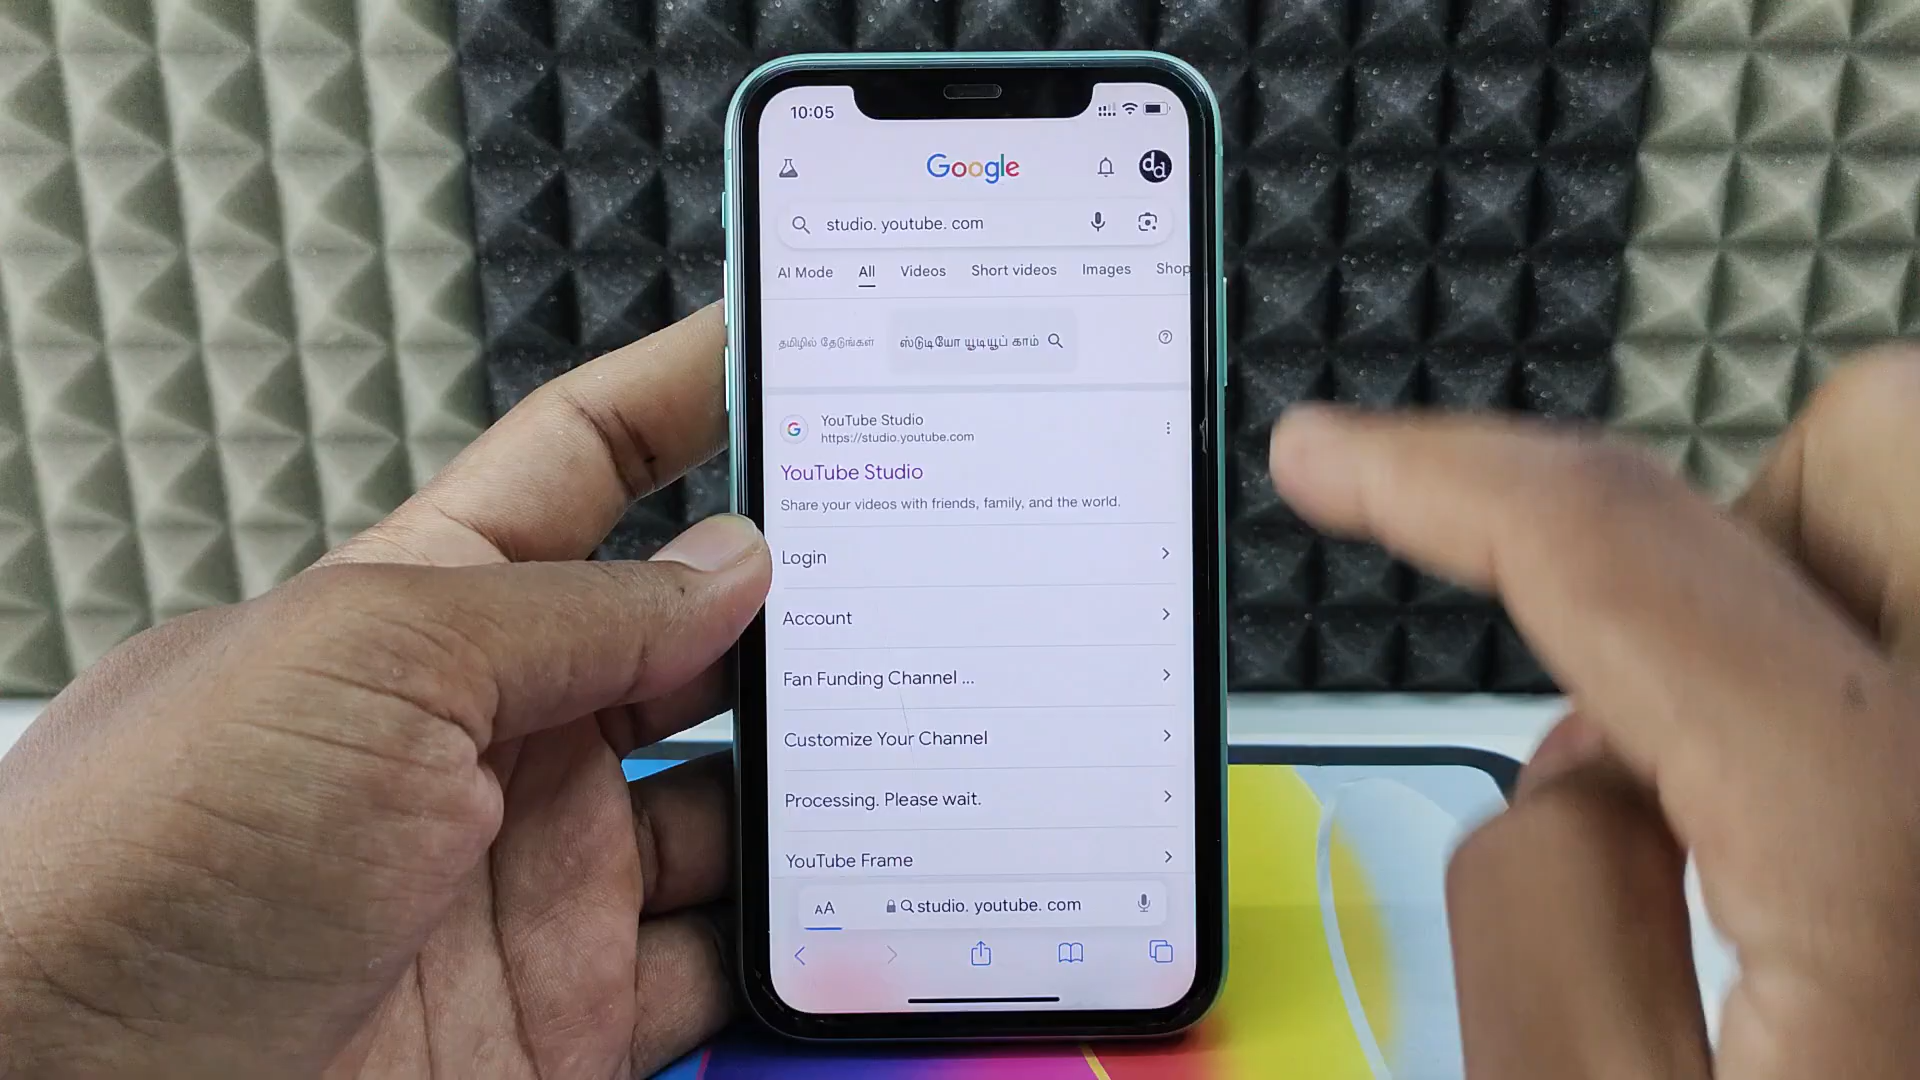 10:05
Google
dd
studio. youtube. com
AI Mode All Videos Short videos Images Shop
தமிழில் தேடுங்கள் ஸ்டுடியோ யூடியூப் காம்
G YouTube Studio
https://studio.youtube.com
YouTube Studio
Share your videos with friends, family, and the world.
Login
Account
Fan Funding Channel ...
Customize Your Channel
Processing. Please wait.
YouTube Frame
AA studio. youtube. com